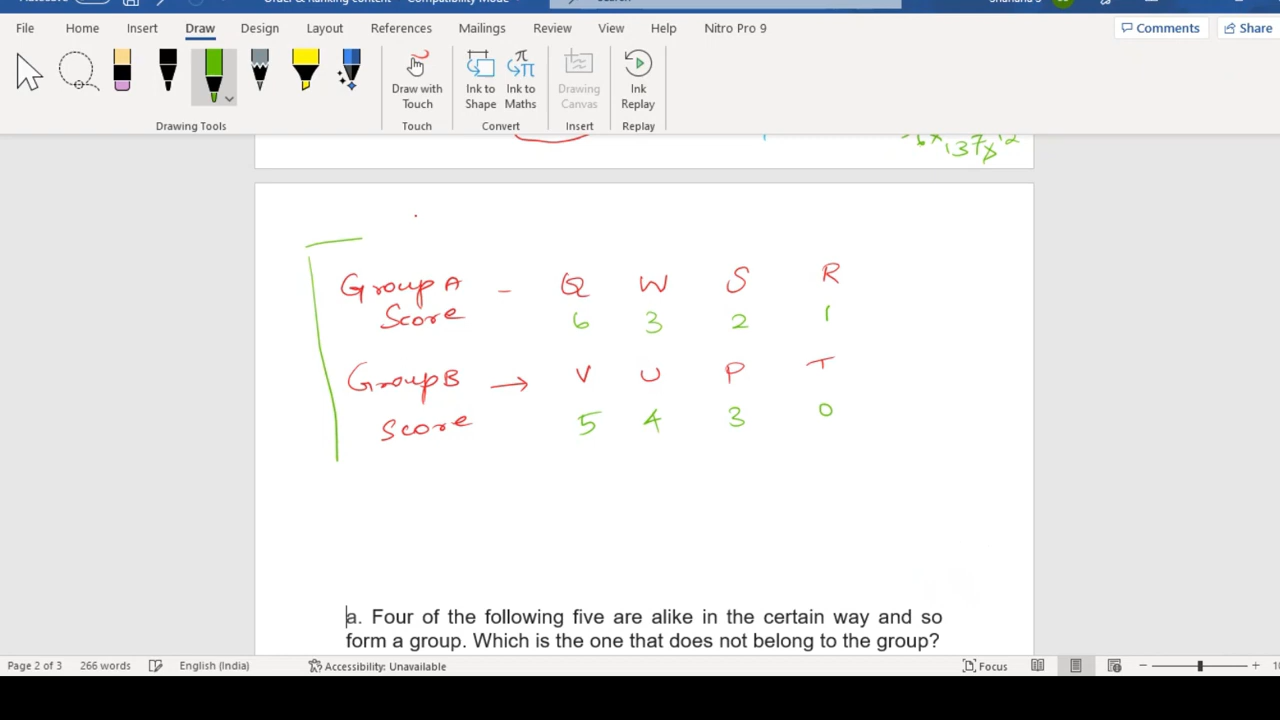 File Home Insert Draw Design Layout References Mailings Review View Help Nitro Pro 9 Comments Share
Draw with Touch
Ink to Shape
Ink to Maths
Drawing Canvas
Ink Replay
Drawing Tools Touch Convert Insert Replay
137x12
Group A - Q W S R
Score 6 3 2 1
Group B → V U P T
Score 5 4 3 0
a. Four of the following five are alike in the certain way and so
form a group. Which is the one that does not belong to the group?
Page 2 of 3 266 words English (India) Accessibility: Unavailable Focus